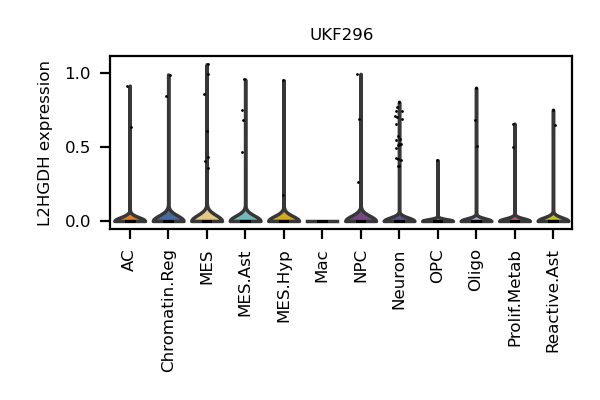 UKF296
L2HGDH expression
1.0
0.5
0.0
AC
Chromatin.Reg
MES
MES.Ast
MES.Hyp
Mac
NPC
Neuron
OPC
Oligo
Prolif.Metab
Reactive.Ast